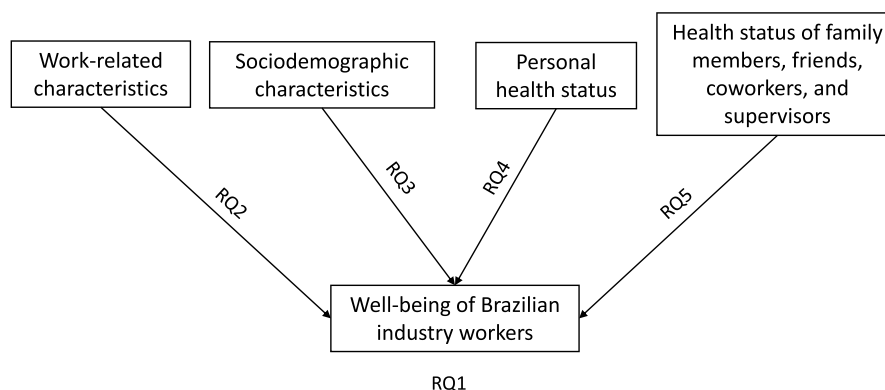 Work-related
characteristics
Sociodemographic
characteristics
Personal
health status
Health status of family
members, friends,
coworkers, and
supervisors
RQ2
RQ3
RQ4
RQ5
Well-being of Brazilian
industry workers
RQ1